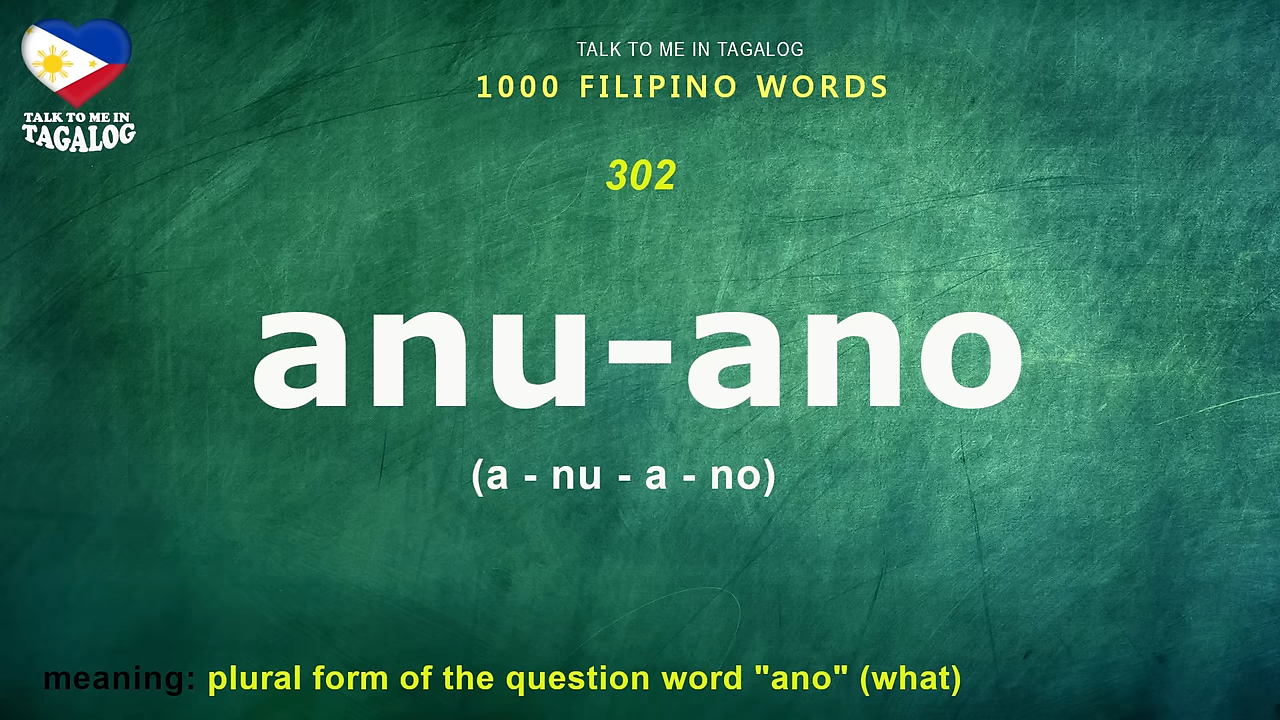 TALK TO ME IN
TAGALOG
TALK TO ME IN TAGALOG
1000 FILIPINO WORDS
302
anu-ano
(a - nu - a - no)
meaning: plural form of the question word "ano" (what)